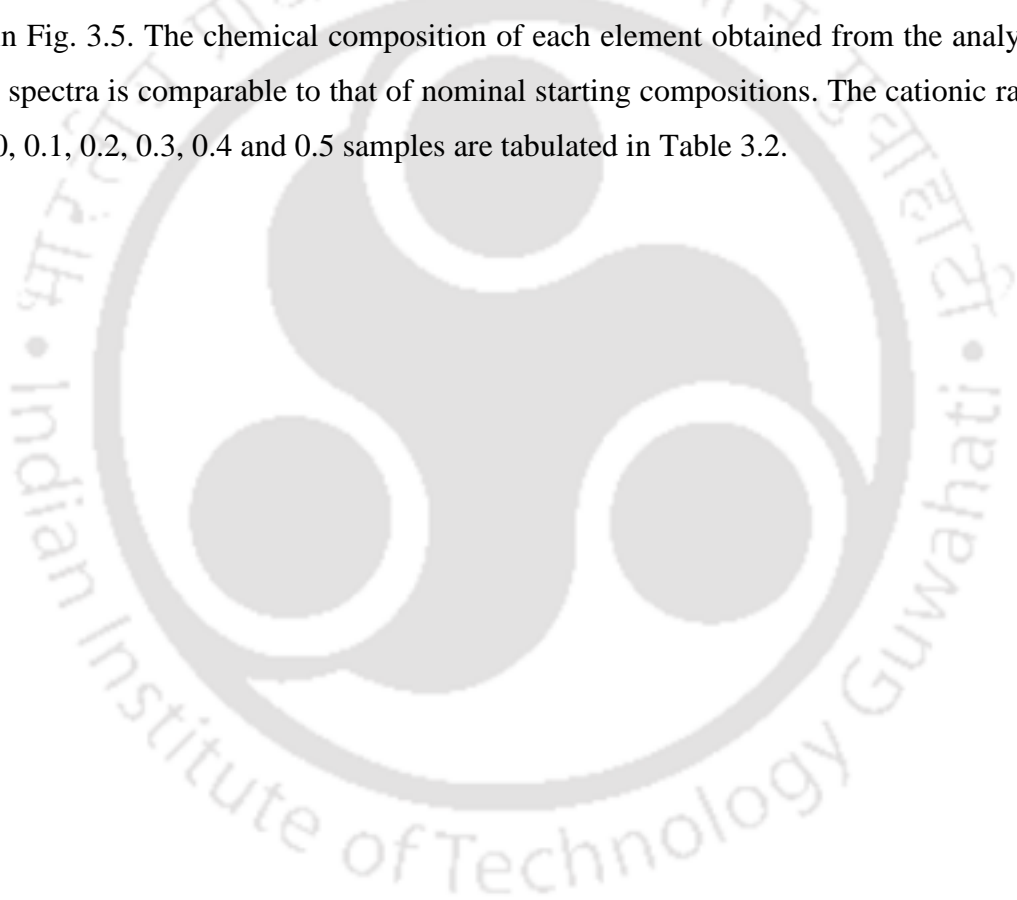 n Fig. 3.5. The chemical composition of each element obtained from the analy
spectra is comparable to that of nominal starting compositions. The cationic ra
0, 0.1, 0.2, 0.3, 0.4 and 0.5 samples are tabulated in Table 3.2.
• Indian Institute of Technology Guwahati •